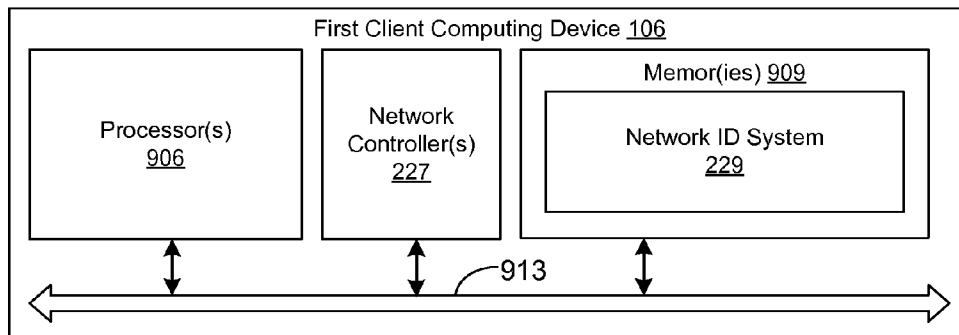 First Client Computing Device 106
Processor(s)
906
Network
Controller(s)
227
Memor(ies) 909
Network ID System
229
913